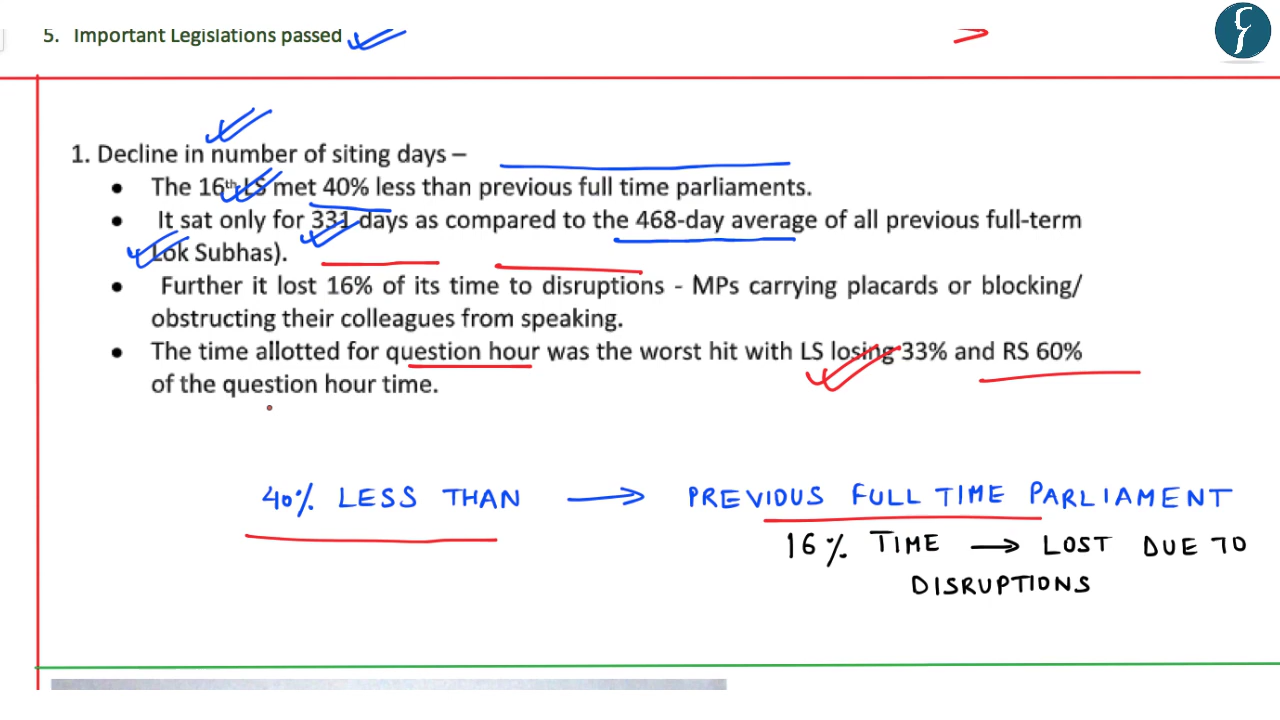 5. Important Legislations passed
1. Decline in number of siting days –
• The 16th LS met 40% less than previous full time parliaments.
• It sat only for 331 days as compared to the 468-day average of all previous full-term
Lok Subhas).
• Further it lost 16% of its time to disruptions - MPs carrying placards or blocking/
obstructing their colleagues from speaking.
• The time allotted for question hour was the worst hit with LS losing 33% and RS 60%
of the question hour time.
40% LESS THAN → PREVIOUS FULL TIME PARLIAMENT
16% TIME → LOST DUE TO
DISRUPTIONS